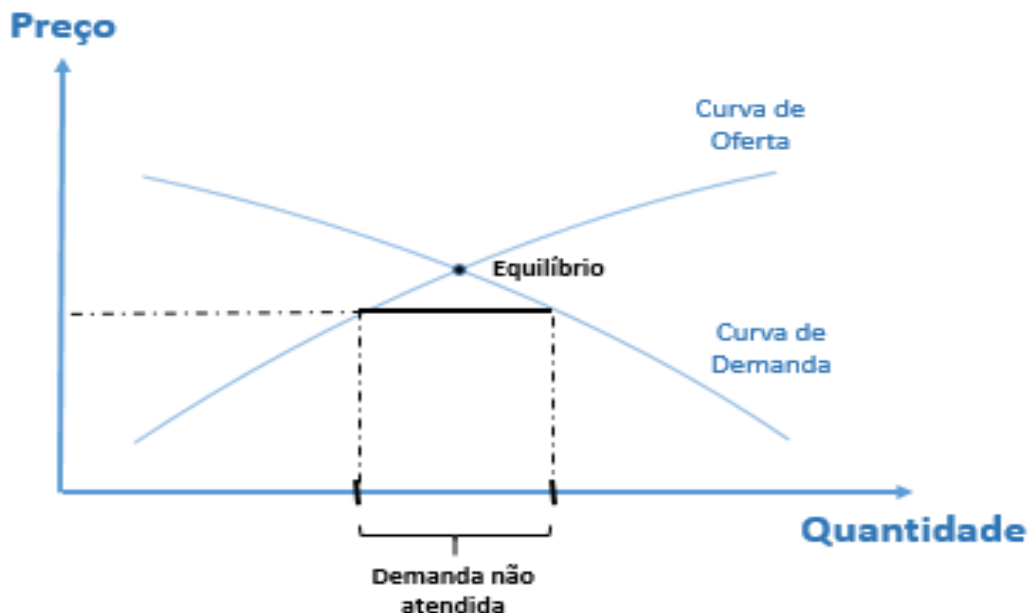 Preço
Curva de
Oferta
Equilíbrio
Curva de
Demanda
Quantidade
Demanda não
atendida